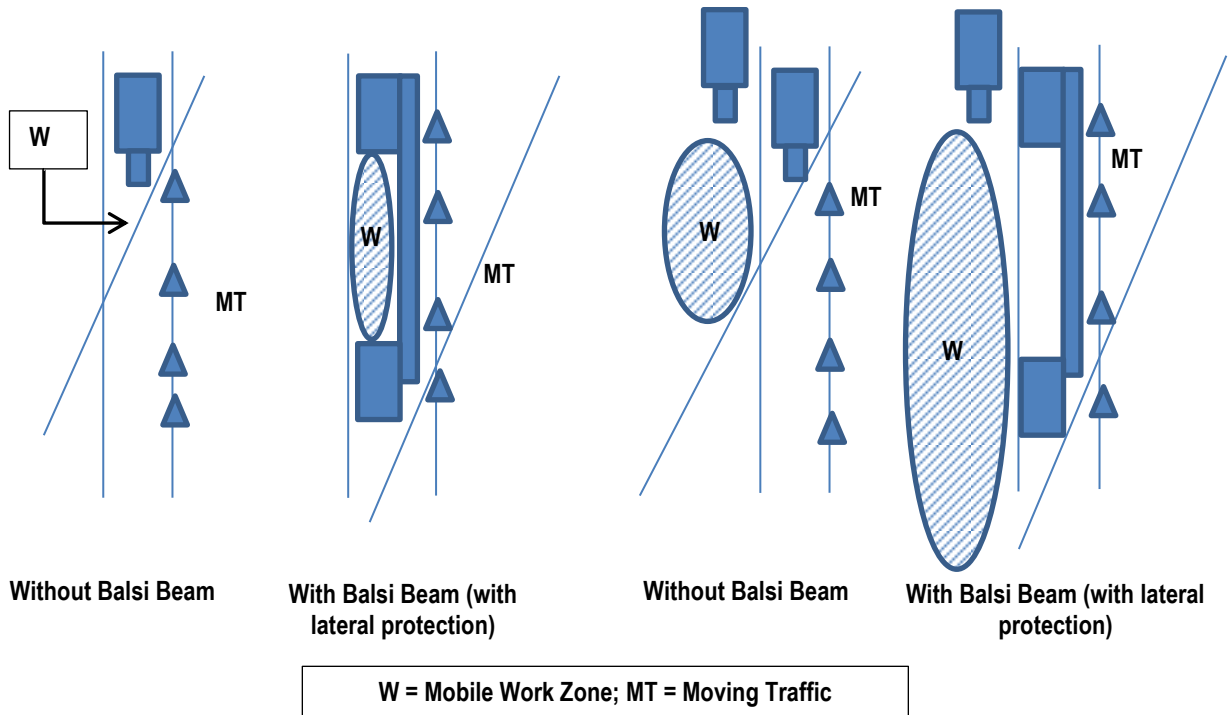 W
MT
Without Balsi Beam
W
MT
With Balsi Beam (with
lateral protection)
W
MT
Without Balsi Beam
W
MT
With Balsi Beam (with lateral
protection)
W = Mobile Work Zone; MT = Moving Traffic